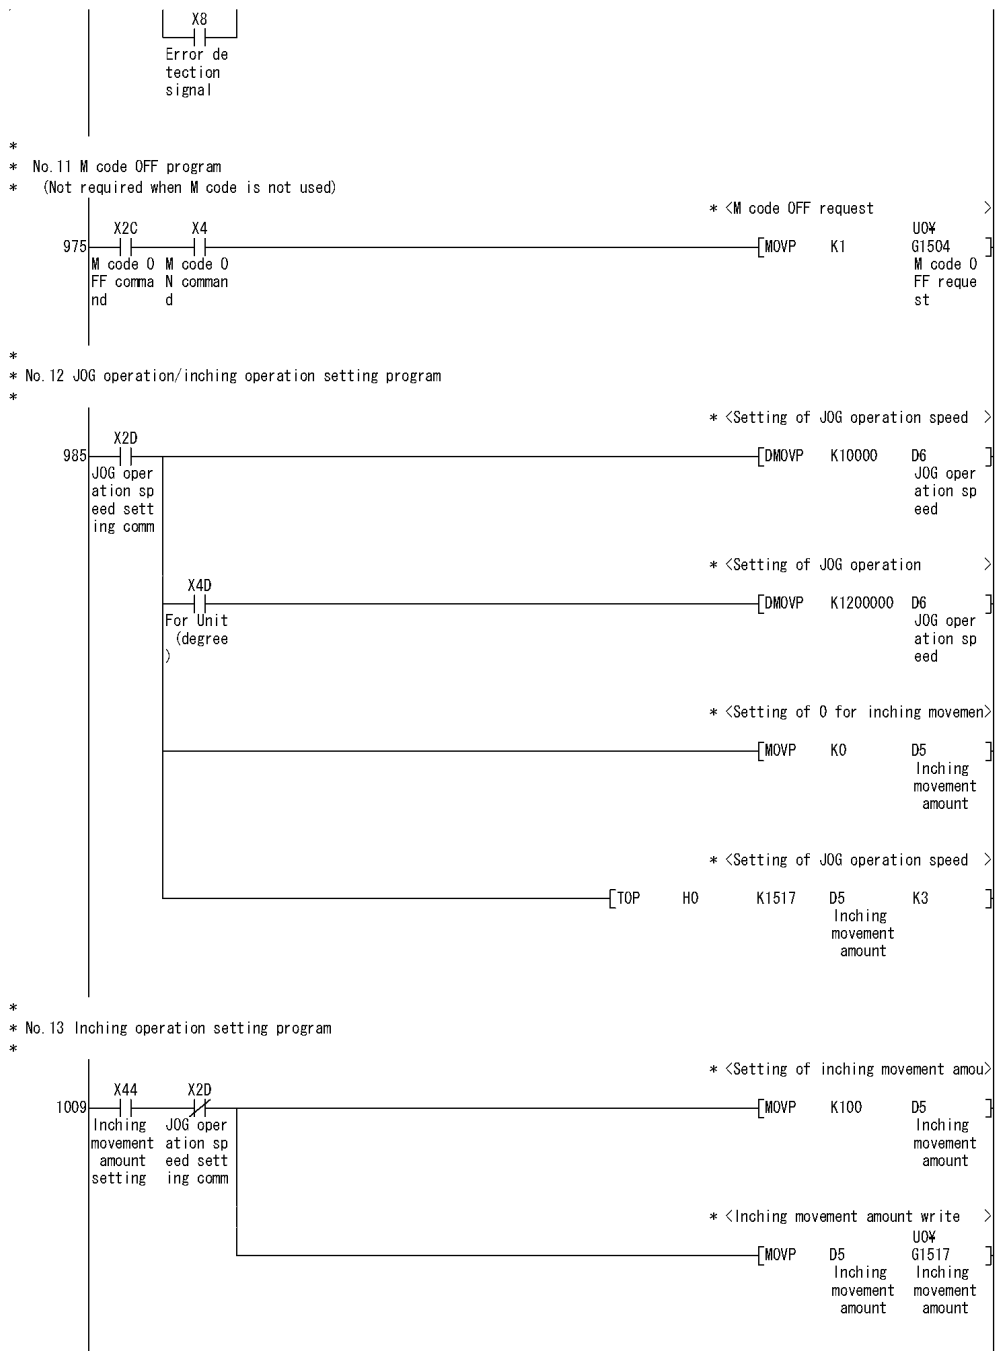 X8
Error de
tection
signal
*
* No.11 M code OFF program
* (Not required when M code is not used)
* <M code OFF request >
X2C X4 U0¥
975 [MOVP K1 G1504 ]
M code O M code O M code O
FF comma N comman FF reque
nd d st
*
* No.12 JOG operation/inching operation setting program
*
* <Setting of JOG operation speed >
X2D
985 [DMOVP K10000 D6 ]
JOG oper JOG oper
ation sp ation sp
eed sett eed
ing comm
* <Setting of JOG operation >
X4D
[DMOVP K1200000 D6 ]
For Unit JOG oper
(degree ation sp
) eed
* <Setting of 0 for inching movemen>
[MOVP K0 D5 ]
Inching
movement
amount
* <Setting of JOG operation speed >
[TOP H0 K1517 D5 K3 ]
Inching
movement
amount
*
* No.13 Inching operation setting program
*
* <Setting of inching movement amou>
X44 X2D
1009 [MOVP K100 D5 ]
Inching JOG oper Inching
movement ation sp movement
amount eed sett amount
setting ing comm
* <Inching movement amount write >
U0¥
[MOVP D5 G1517 ]
Inching Inching
movement movement
amount amount